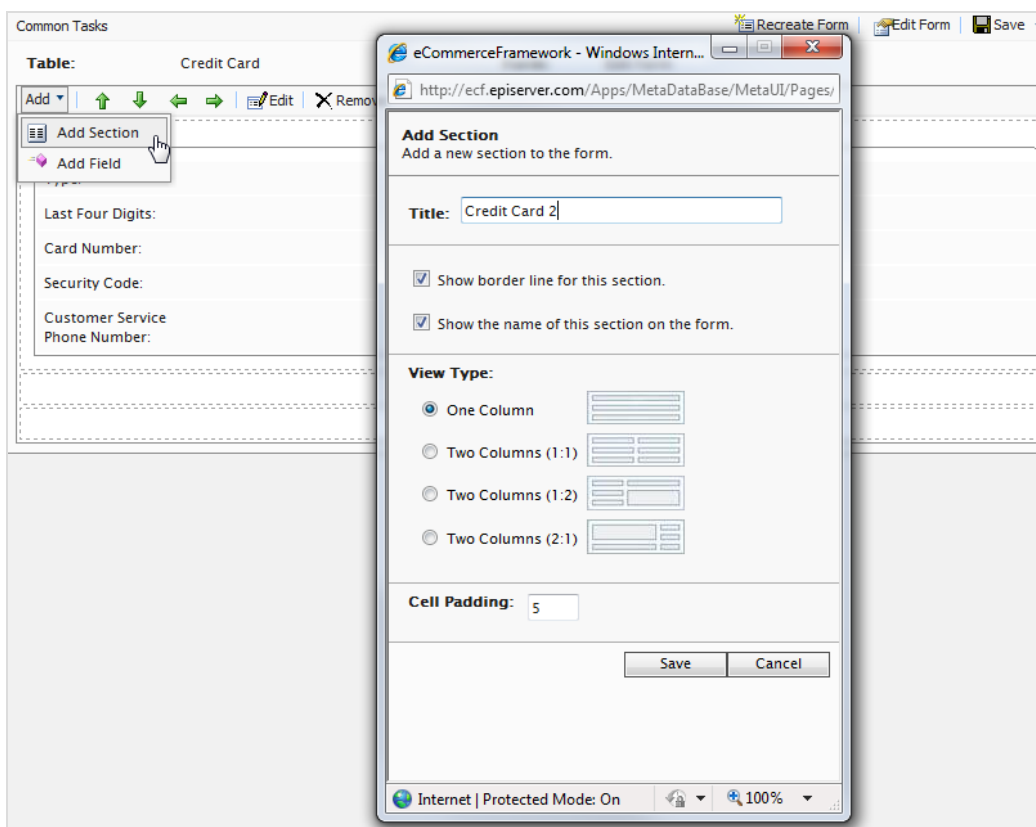 Common Tasks
Recreate Form
Edit Form
Save
Table:
Credit Card
Add
Edit
Remov
Add Section
Add Field
Last Four Digits:
Card Number:
Security Code:
Customer Service
Phone Number:
eCommerceFramework - Windows Intern...
http://ecf.episerver.com/Apps/MetaDataBase/MetaUI/Pages/
Add Section
Add a new section to the form.
Title:
Credit Card 2
Show border line for this section.
Show the name of this section on the form.
View Type:
One Column
Two Columns (1:1)
Two Columns (1:2)
Two Columns (2:1)
Cell Padding:
5
Save
Cancel
Internet | Protected Mode: On
100%